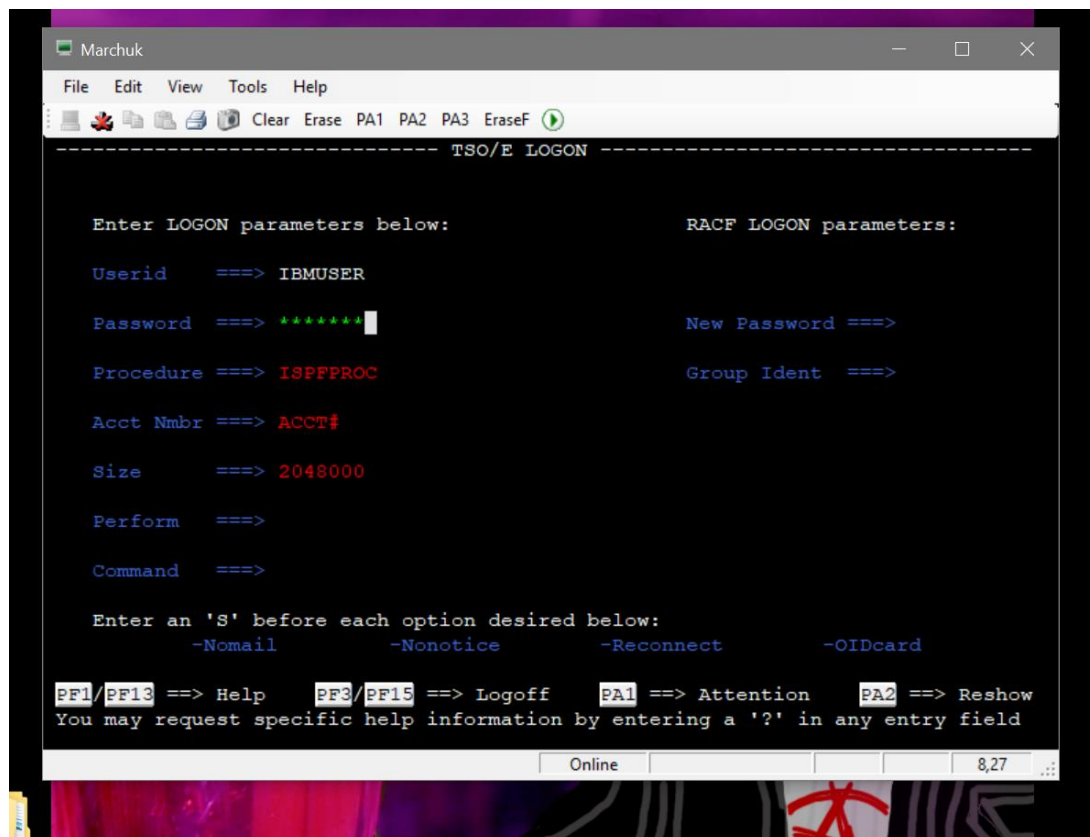 Marchuk
File Edit View Tools Help
Clear Erase PA1 PA2 PA3 EraseF
------------------------------- TSO/E LOGON -----------------------------------
Enter LOGON parameters below: RACF LOGON parameters:
Userid ===> IBMUSER
Password ===> ******* New Password ===>
Procedure ===> ISPFPROC Group Ident ===>
Acct Nmbr ===> ACCT#
Size ===> 2048000
Perform ===>
Command ===>
Enter an 'S' before each option desired below:
-Nomail -Nonotice -Reconnect -OIDcard
PF1/PF13 ==> Help PF3/PF15 ==> Logoff PA1 ==> Attention PA2 ==> Reshow
You may request specific help information by entering a '?' in any entry field
Online 8,27